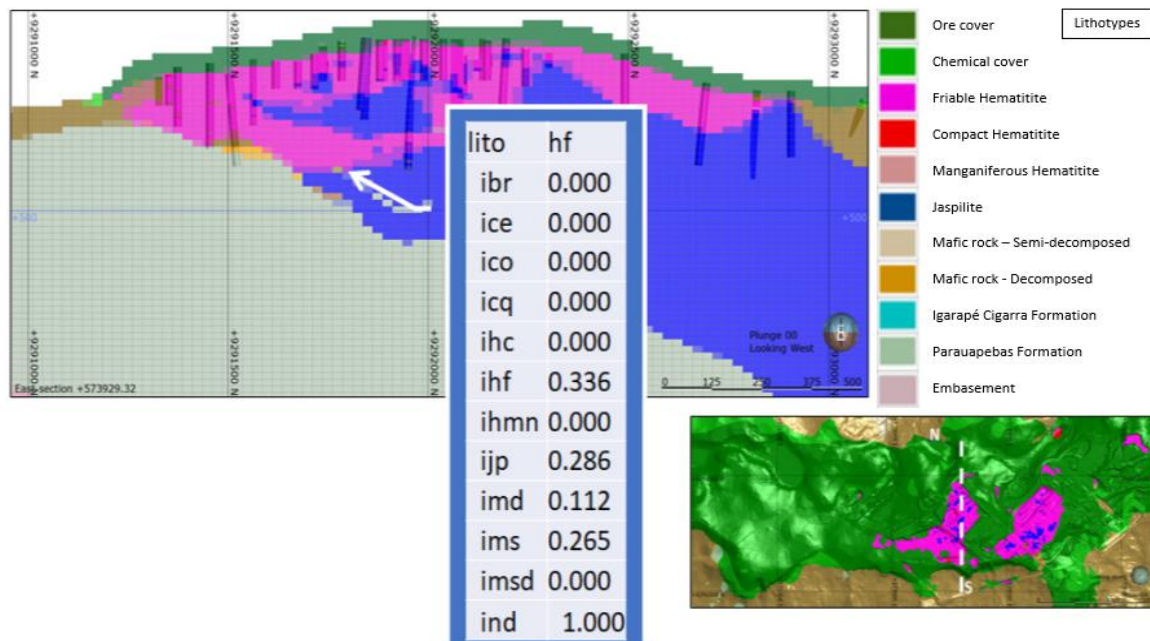 +9291000 N
+9291500 N
+9292000 N
+9292500 N
+9293000 N
Lithotypes
Ore cover
Chemical cover
Friable Hematitite
Compact Hematitite
Manganiferous Hematitite
Jaspilite
Mafic rock – Semi-decomposed
Mafic rock - Decomposed
Igarapé Cigarra Formation
Parauapebas Formation
Embasement
lito hf
ibr 0.000
ice 0.000
ico 0.000
icq 0.000
ihc 0.000
ihf 0.336
ihmn 0.000
ijp 0.286
imd 0.112
ims 0.265
imsd 0.000
ind 1.000
+500
+500
Plunge 00
Looking West
0 125 250 375 500
East section +573929.32
+9291000 N
+9291500 N
+9293000 N
N
S